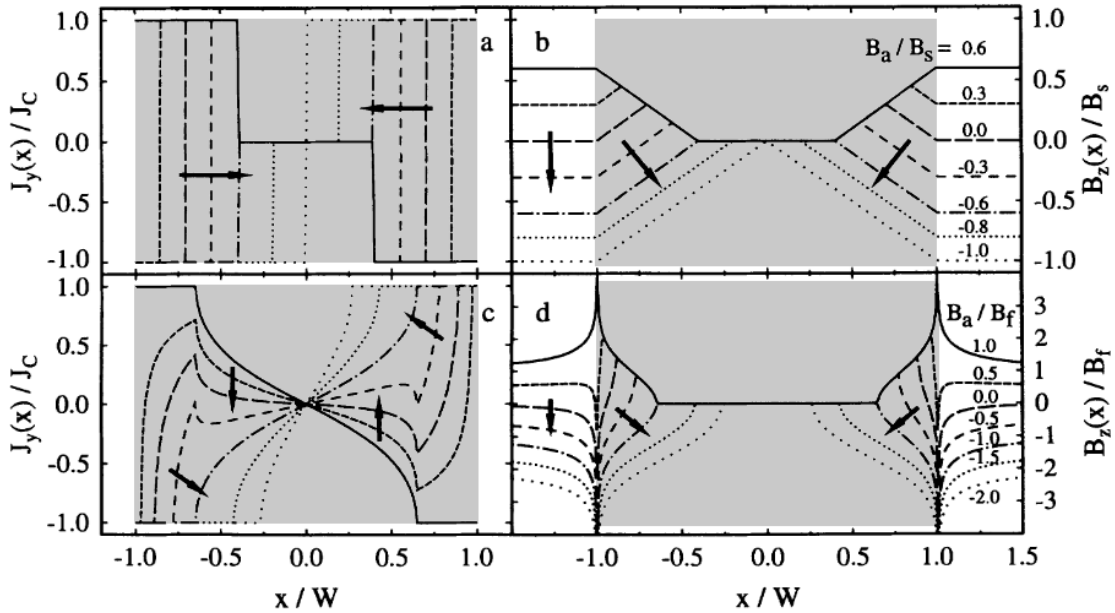 a
J_y(x) / J_C
1.0
0.5
0.0
-0.5
-1.0
b
B_a / B_s = 0.6
0.3
0.0
-0.3
-0.6
-0.8
-1.0
1.0
0.5
0.0
-0.5
-1.0
B_z(x) / B_s
c
J_y(x) / J_C
1.0
0.5
0.0
-0.5
-1.0
-1.0 -0.5 0.0 0.5 1.0
x / W
d
B_a / B_f
1.0
0.5
0.0
-0.5
-1.0
-1.5
-2.0
3
2
1
0
-1
-2
-3
B_z(x) / B_f
-1.0 -0.5 0.0 0.5 1.0 1.5
x / W